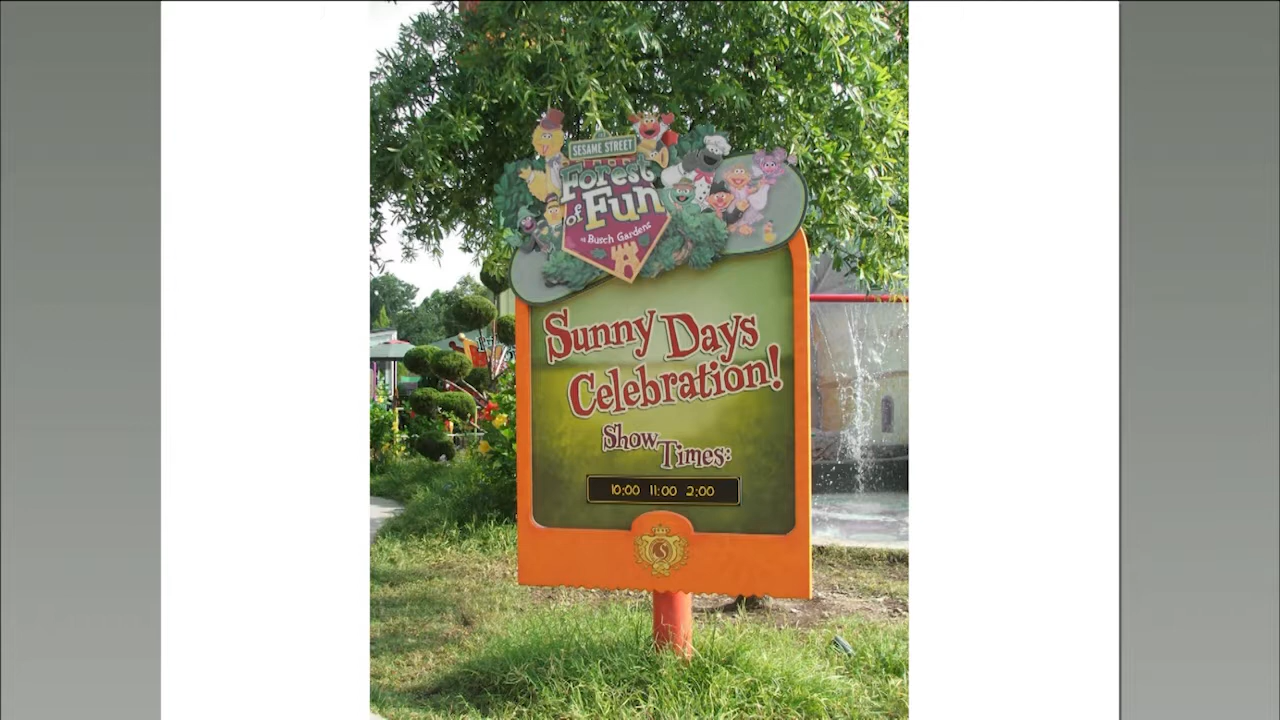 SESAME STREET
Forest
of Fun
at Busch Gardens
Sunny Days
Celebration!
Show
Times:
10:00 11:00 2:00
S